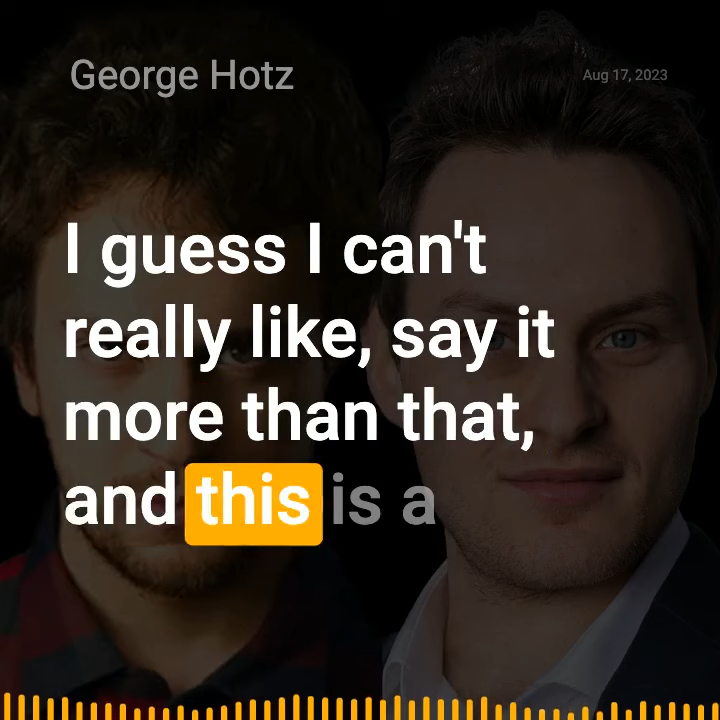 George Hotz
Aug 17, 2023
I guess I can't
really like, say it
more than that,
and this is a